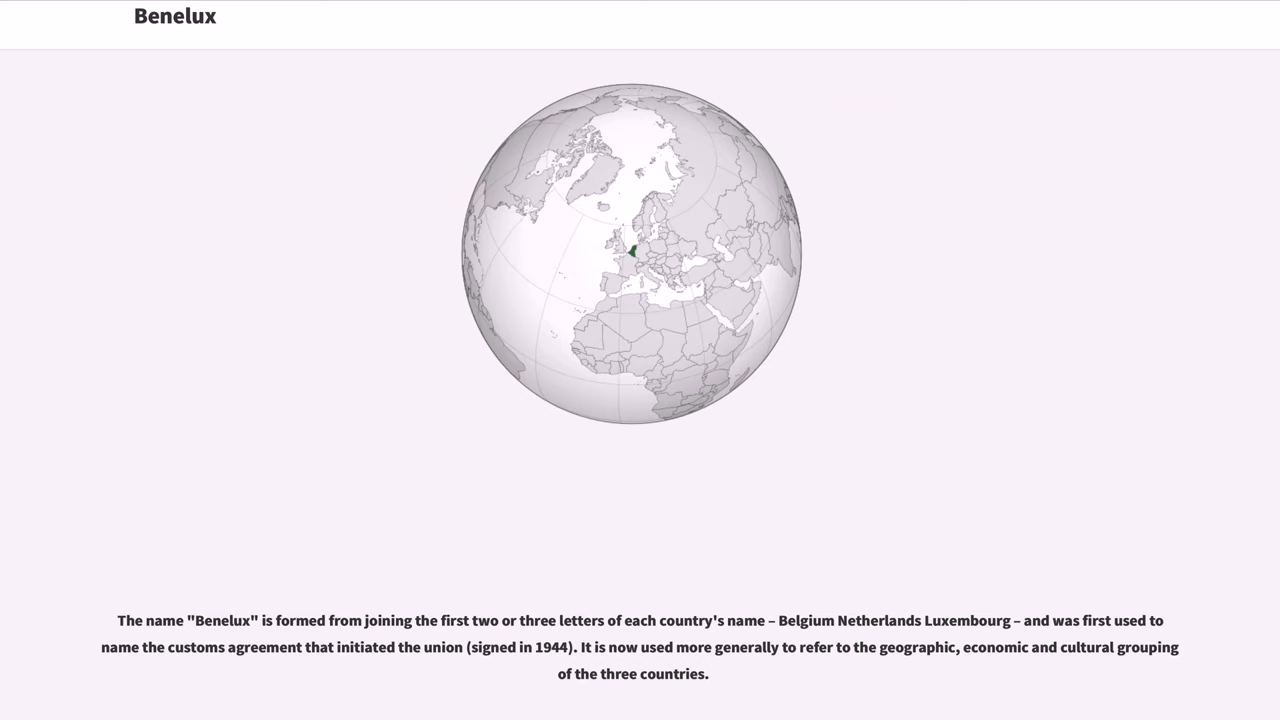 Benelux
The name "Benelux" is formed from joining the first two or three letters of each country's name – Belgium Netherlands Luxembourg – and was first used to
name the customs agreement that initiated the union (signed in 1944). It is now used more generally to refer to the geographic, economic and cultural grouping
of the three countries.